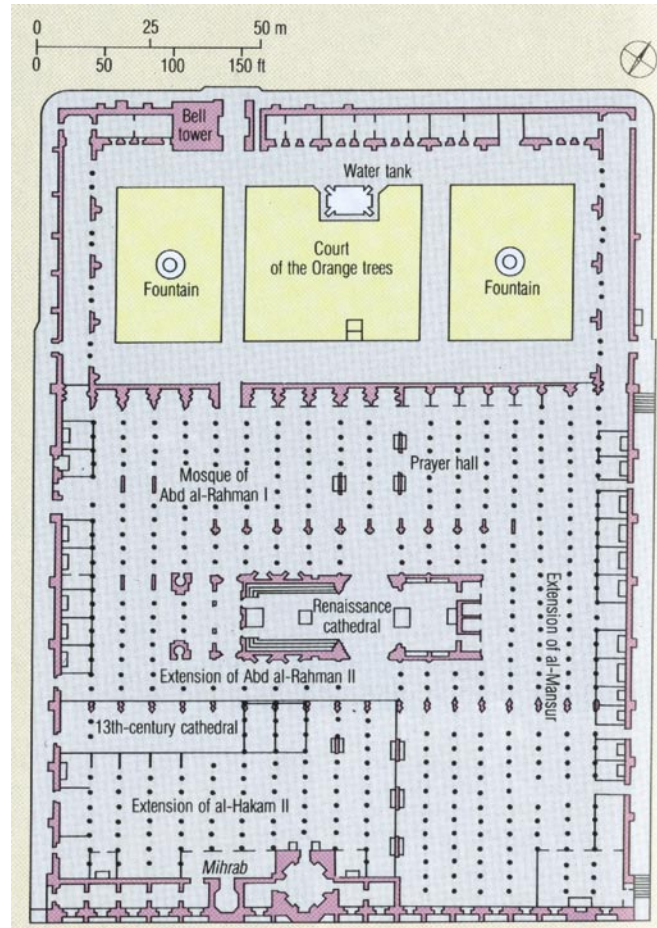 0 25 50 m
0 50 100 150 ft
Bell
tower
Water tank
Court
of the Orange trees
Fountain
Fountain
Mosque of
Abd al-Rahman I
Prayer hall
Extension of al-Mansur
Renaissance
cathedral
Extension of Abd al-Rahman II
13th-century cathedral
Extension of al-Hakam II
Mihrab